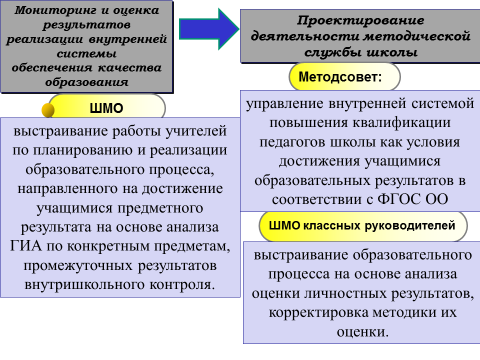 Мониторинг и оценка
результатов
реализации внутренней
системы
обеспечения качества
образования
Проектирование
деятельности методической
службы школы
ШМО
выстраивание работы учителей
по планированию и реализации
образовательного процесса,
направленного на достижение
учащимися предметного
результата на основе анализа
ГИА по конкретным предметам,
промежуточных результатов
внутришкольного контроля.
Методсовет:
управление внутренней системой
повышения квалификации
педагогов школы как условия
достижения учащимися
образовательных результатов в
соответствии с ФГОС ОО
ШМО классных руководителей
выстраивание образовательного
процесса на основе анализа
оценки личностных результатов,
корректировка методики их
оценки.